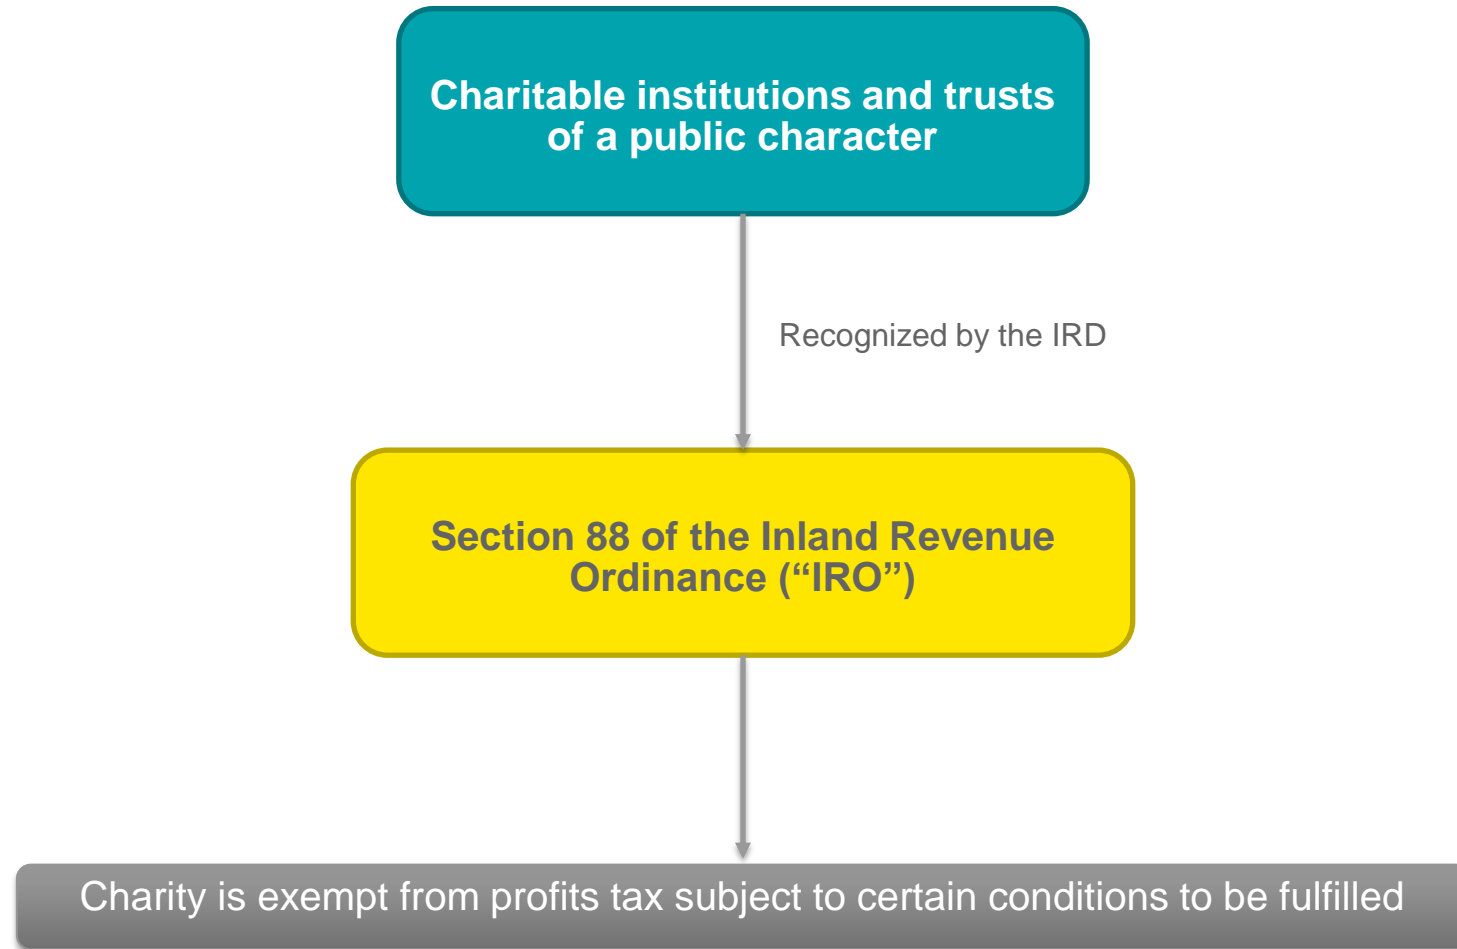 Charitable institutions and trusts
of a public character
Recognized by the IRD
Section 88 of the Inland Revenue
Ordinance (“IRO”)
Charity is exempt from profits tax subject to certain conditions to be fulfilled